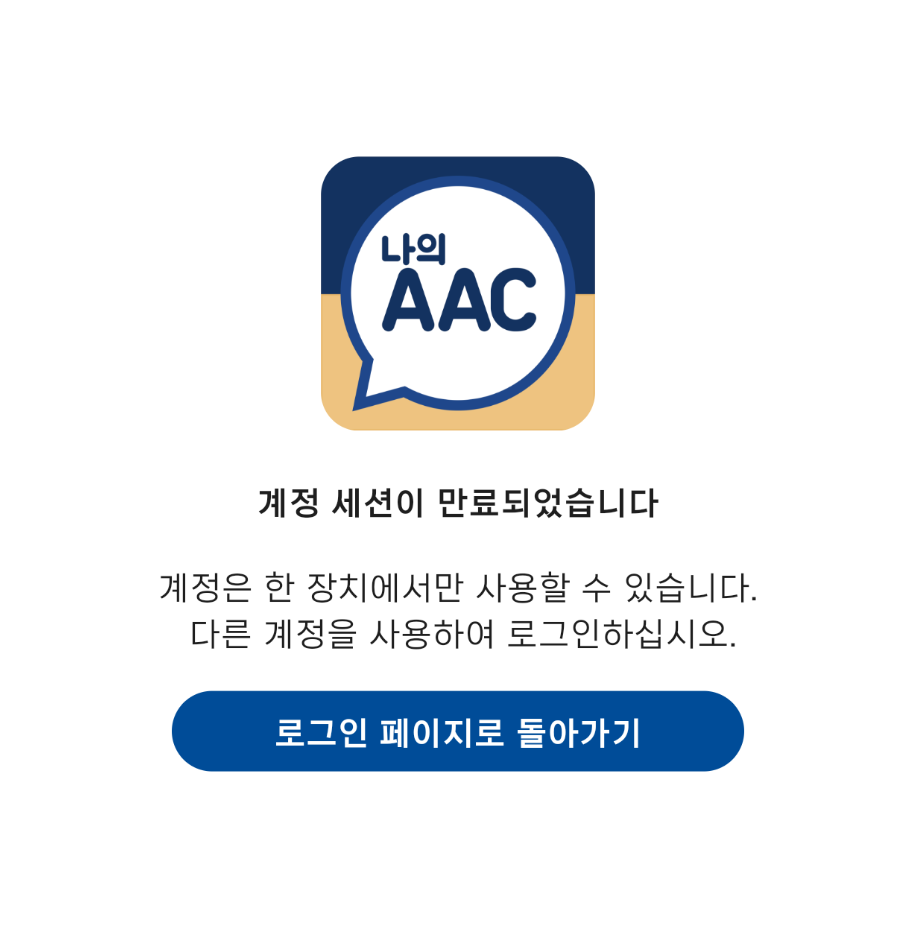 나의
AAC
계정 세션이 만료되었습니다
계정은 한 장치에서만 사용할 수 있습니다.
다른 계정을 사용하여 로그인하십시오.
로그인 페이지로 돌아가기